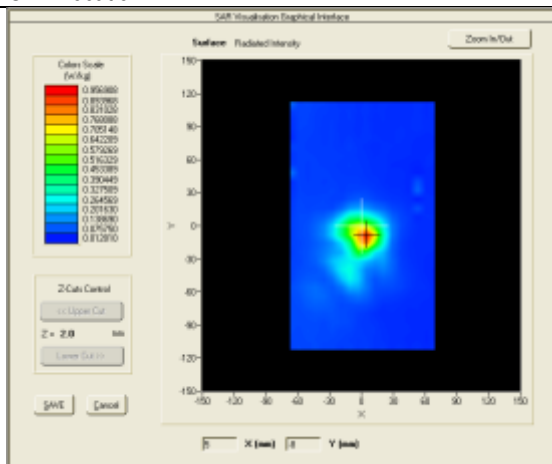 SAR Visualisation Graphical Interface
Surface Radiated Intensity
Zoom In/Out
Colors Scale
(W/Kg)
0.956908
0.893968
0.831028
0.768088
0.705148
0.642209
0.579269
0.516329
0.453389
0.390449
0.327509
0.264569
0.201630
0.138690
0.075750
0.012810
150
120
90
60
30
0
-30
-60
-90
-120
-150
Y
-150 -120 -90 -60 -30 0 30 60 90 120 150
X
Z-Cuts Control
<< Upper Cut
Z = 2.0 mm
Lower Cut >>
SAVE
Cancel
X (mm)
Y (mm)